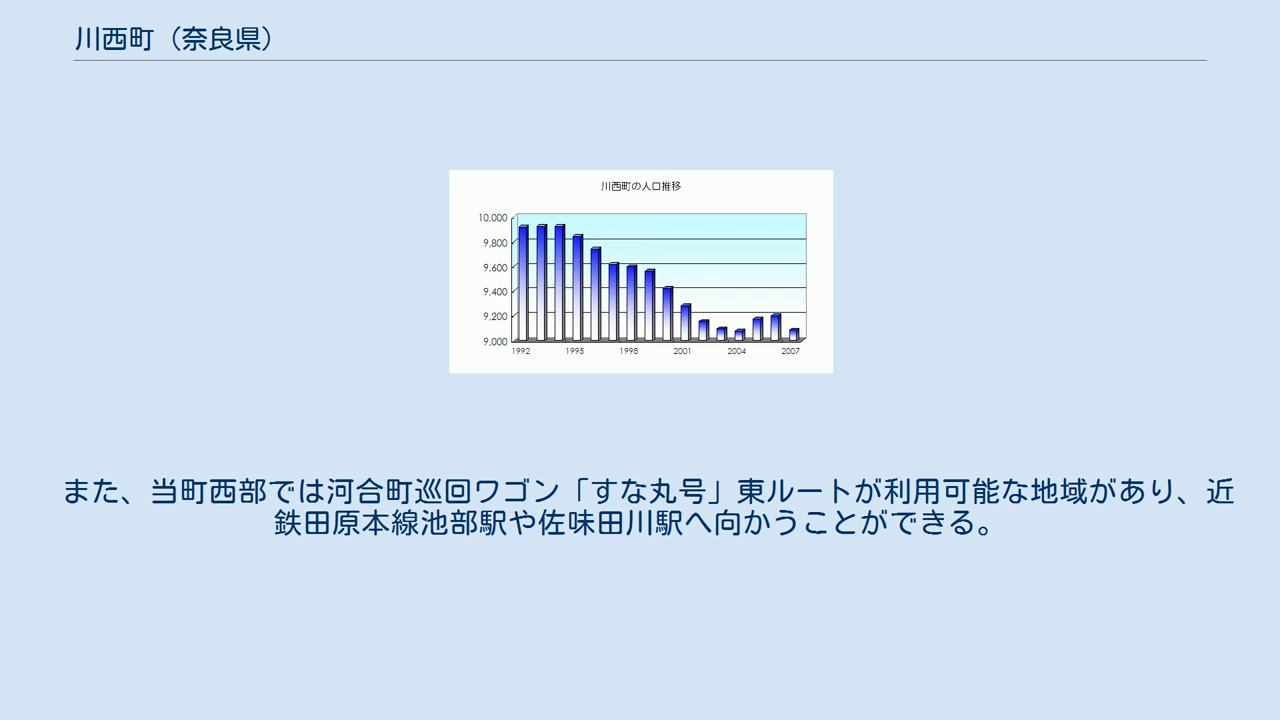 川西町（奈良県）
川西町の人口推移
10,000
9,800
9,600
9,400
9,200
9,000
1992 1995 1998 2001 2004 2007
また、当町西部では河合町巡回ワゴン「すな丸号」東ルートが利用可能な地域があり、近
鉄田原本線池部駅や佐味田川駅へ向かうことができる。